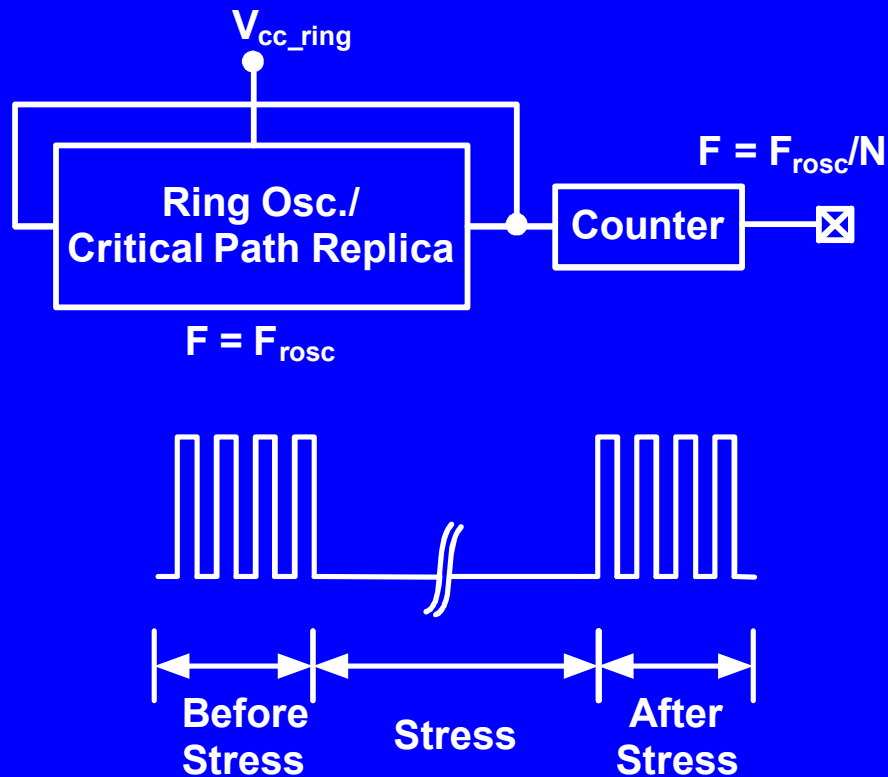 Vcc_ring
F = Frosc/N
Ring Osc./
Critical Path Replica
Counter
F = Frosc
Before
Stress
Stress
After
Stress